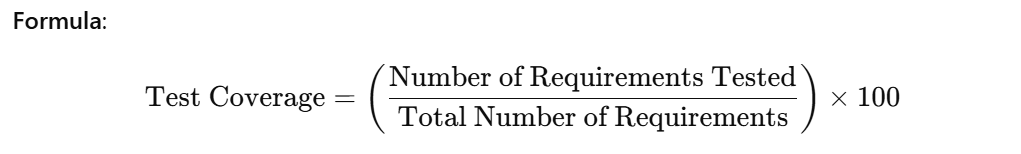 Formula:
Test Coverage = ( Number of Requirements Tested / Total Number of Requirements ) × 100